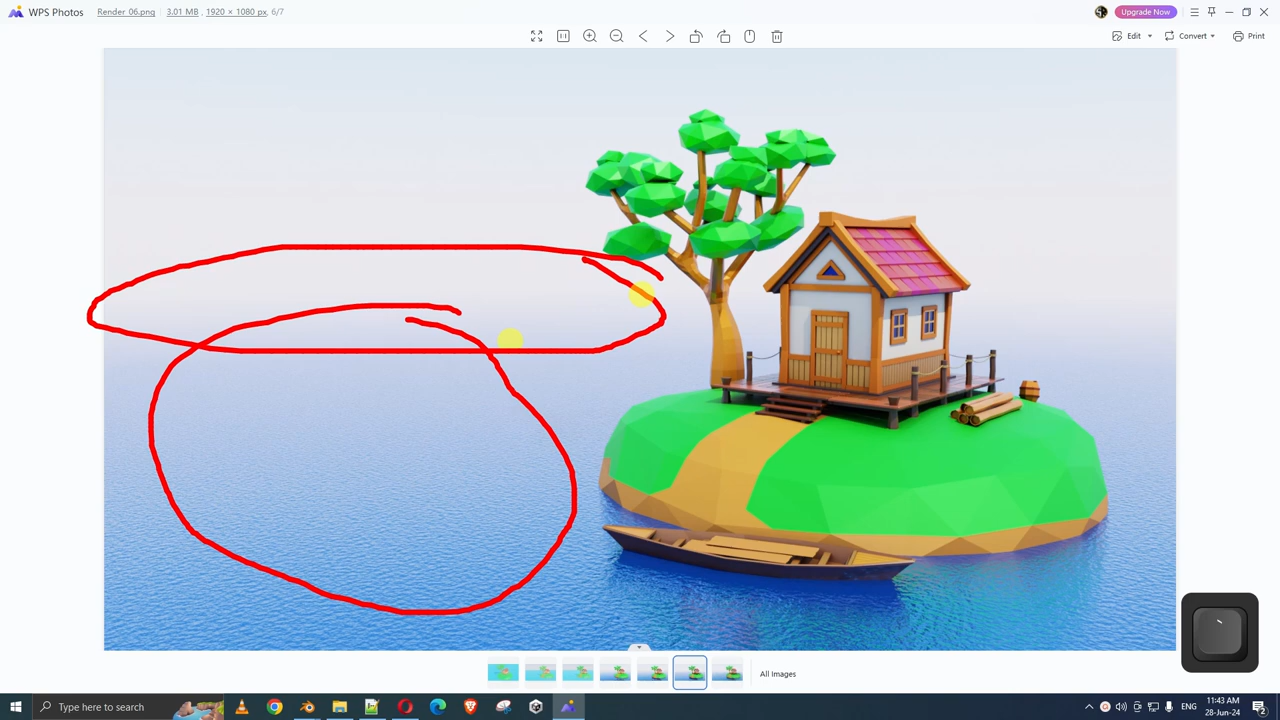 WPS Photos Render 06.png 3.01 MB , 1920 × 1080 px, 6/7 Upgrade Now
Edit Convert Print
All Images
Type here to search ENG 11:43 AM
28-Jun-24 2